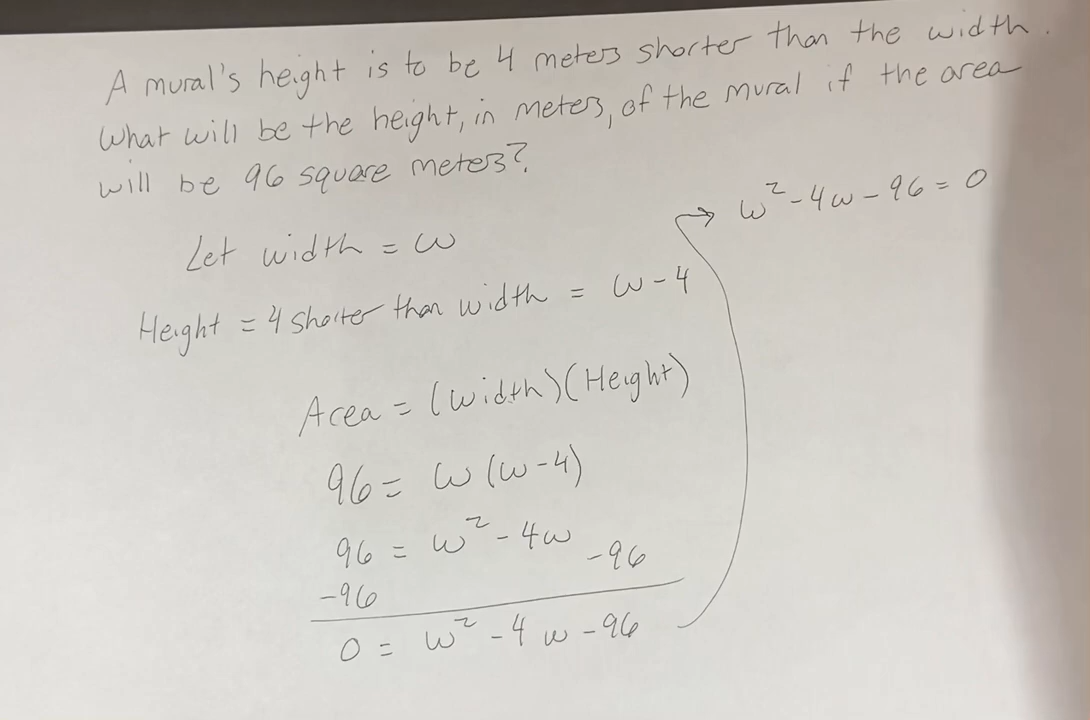 A mural's height is to be 4 meters shorter than the width.
What will be the height, in meters, of the mural if the area
will be 96 square meters?
Let width = w
Height = 4 shorter than width = w - 4
Area = (width)(Height)
96 = w (w - 4)
96 = w² - 4w
-96 -96
0 = w² - 4w - 96
→ w² - 4w - 96 = 0